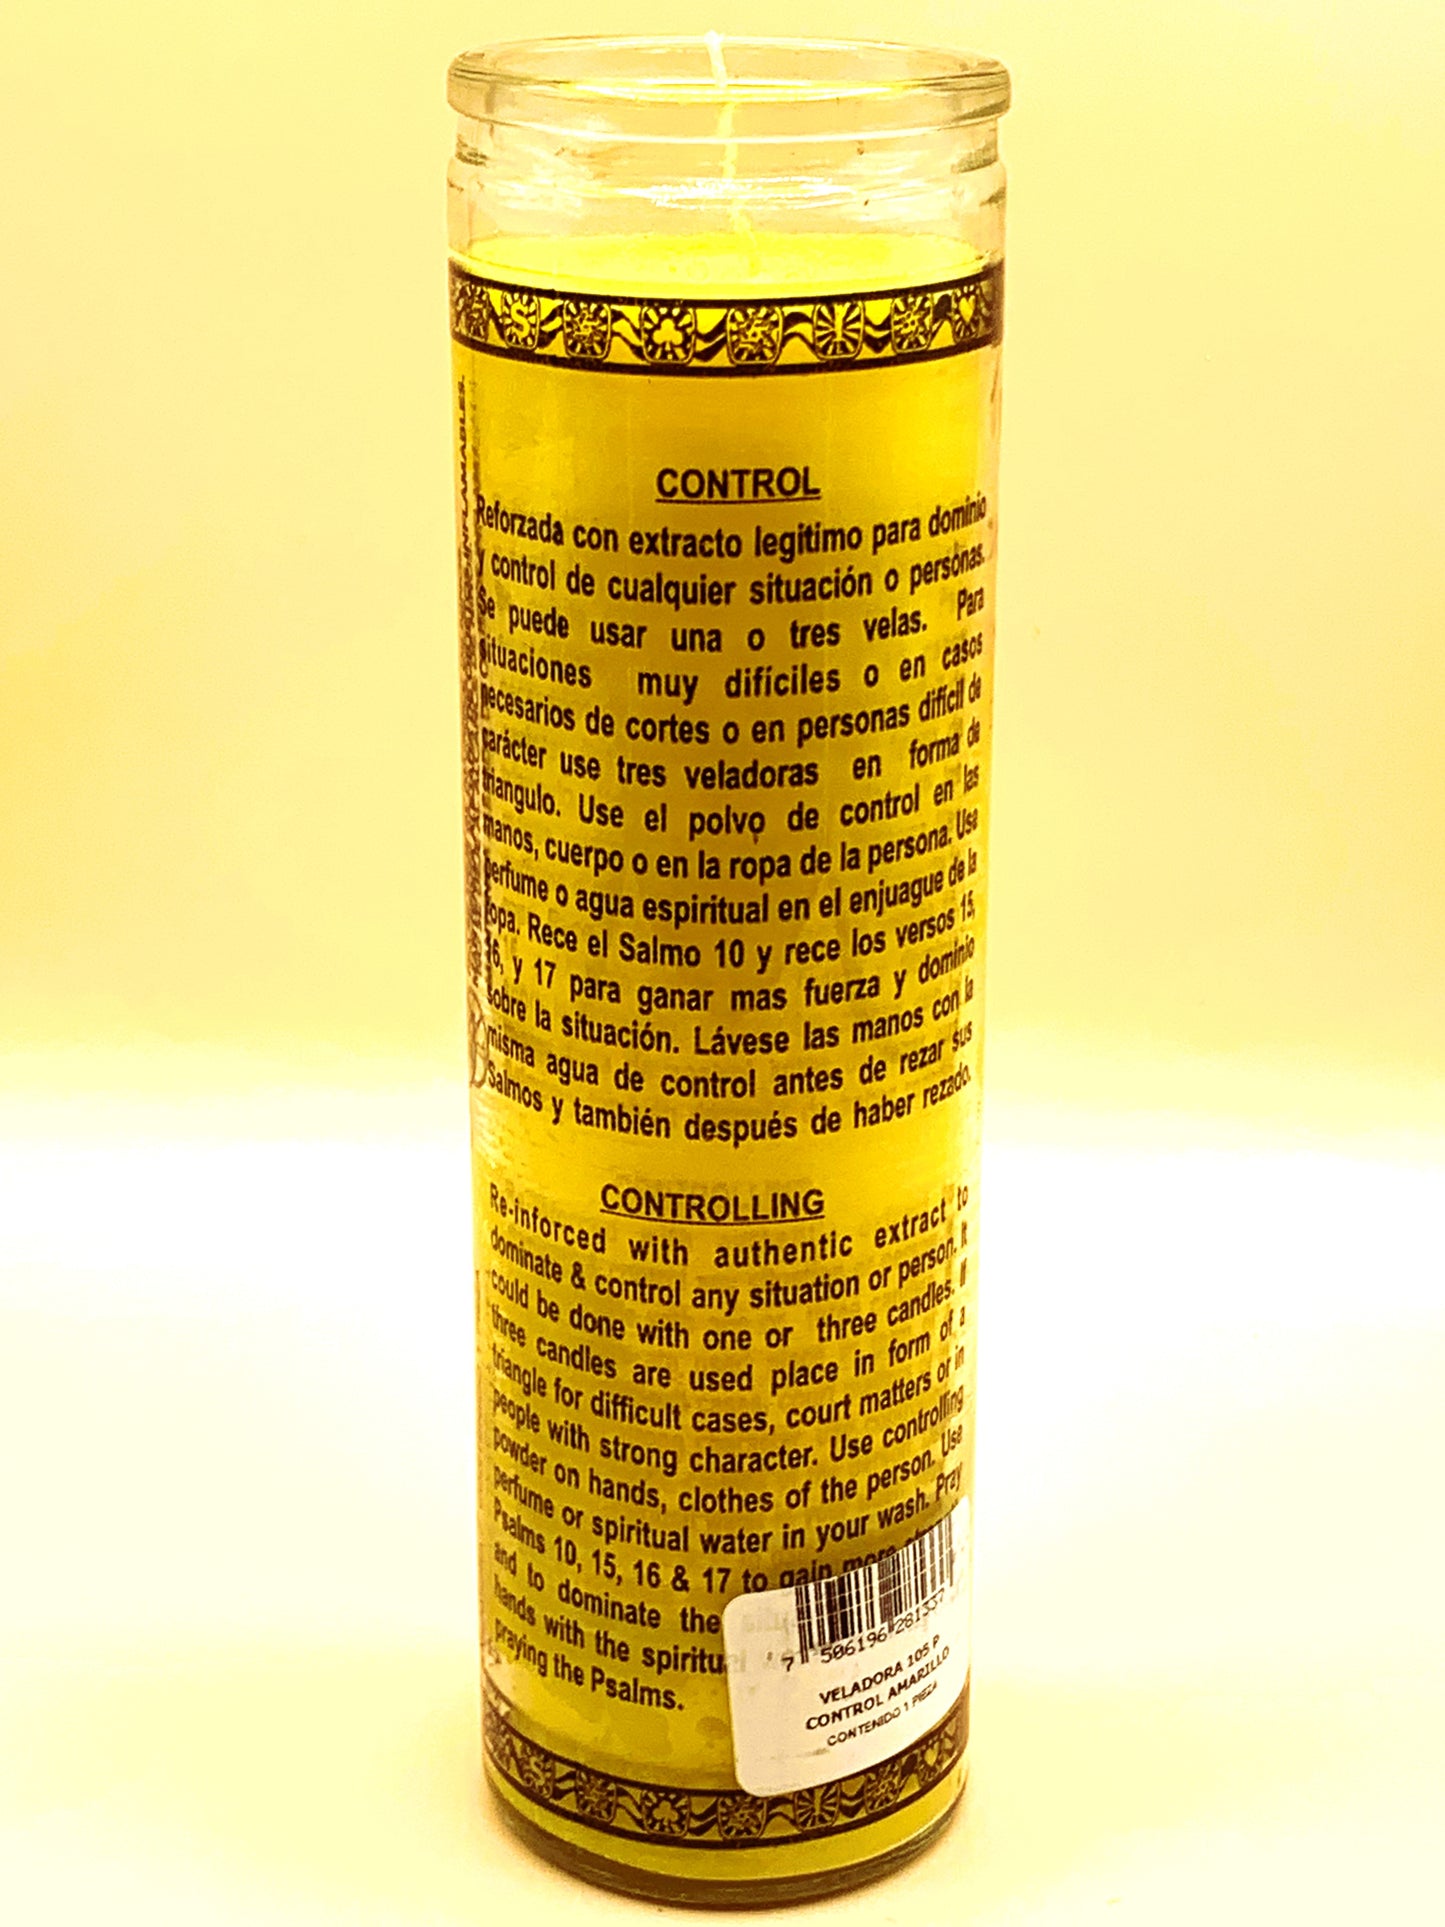 CONTROL
Reforzada con extracto legitimo para dominio
y control de cualquier situación o personas.
Se puede usar una o tres velas. Para
situaciones muy difíciles o en casos
necesarios de cortes o en personas difícil de
carácter use tres veladoras en forma de
triangulo. Use el polvo de control en las
manos, cuerpo o en la ropa de la persona. Use
perfume o agua espiritual en el enjuague de la
ropa. Rece el Salmo 10 y rece los versos 15,
16, y 17 para ganar mas fuerza y dominio
sobre la situación. Lávese las manos con la
misma agua de control antes de rezar sus
Salmos y también después de haber rezado.
CONTROLLING
Re-inforced with authentic extract to
dominate & control any situation or person. It
could be done with one or three candles. If
three candles are used place in form of a
triangle for difficult cases, court matters or in
people with strong character. Use controlling
powder on hands, clothes of the person. Use
perfume or spiritual water in your wash. Pray
Psalms 10, 15, 16 & 17 to gain more
and to dominate the
hands with the
praying the Psalms.
7 506196 281337
VELADORA 105 P
CONTROL AMARILLO
CONTENIDO 1 PIEZA
INFLAMABLES.